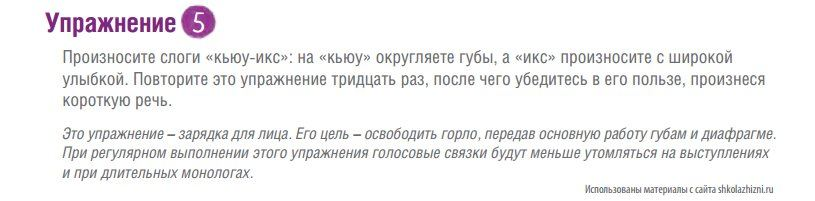 Упражнение 5
Произносите слоги «кьюу-икс»: на «кьюу» округляете губы, а «икс» произносите с широкой
улыбкой. Повторите это упражнение тридцать раз, после чего убедитесь в его пользе, произнеся
короткую речь.
Это упражнение – зарядка для лица. Его цель – освободить горло, передав основную работу губам и диафрагме.
При регулярном выполнении этого упражнения голосовые связки будут меньше утомляться на выступлениях
и при длительных монологах.
Использованы материалы с сайта shkolazhizni.ru